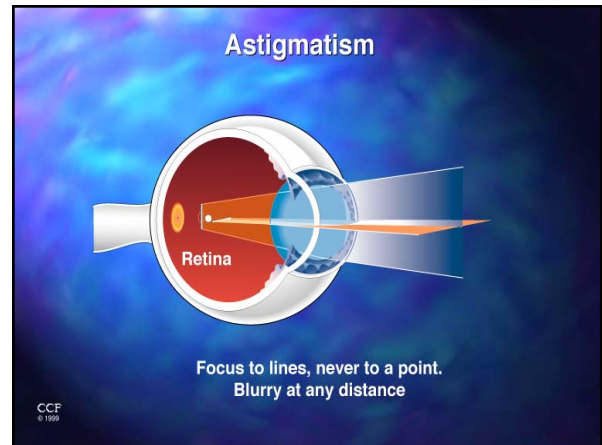 Astigmatism
Retina
Focus to lines, never to a point.
Blurry at any distance
CCF
© 1999